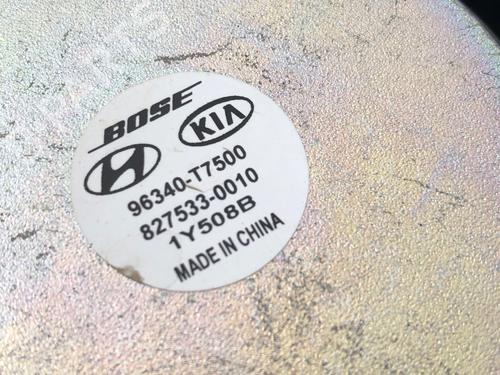 BOSE
KIA
96340-T7500
827533-0010
1Y508B
MADE IN CHINA